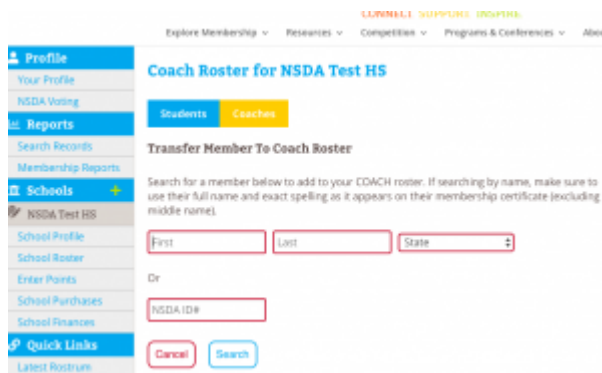 CONNECT SUPPORT INSPIRE
Explore Membership Resources Competition Programs & Conferences
Profile
Your Profile
NSDA Voting
Reports
Search Records
Membership Reports
Schools +
NSDA Test HS
School Profile
School Roster
Enter Points
School Purchases
School Finances
Quick Links
Latest Rostrum
Coach Roster for NSDA Test HS
Students Coaches
Transfer Member To Coach Roster
Search for a member below to add to your COACH roster. If searching by name, make sure to
use their full name and exact spelling as it appears on their membership certificate (excluding
middle name).
First Last State
Or
NSDA ID#
Cancel Search